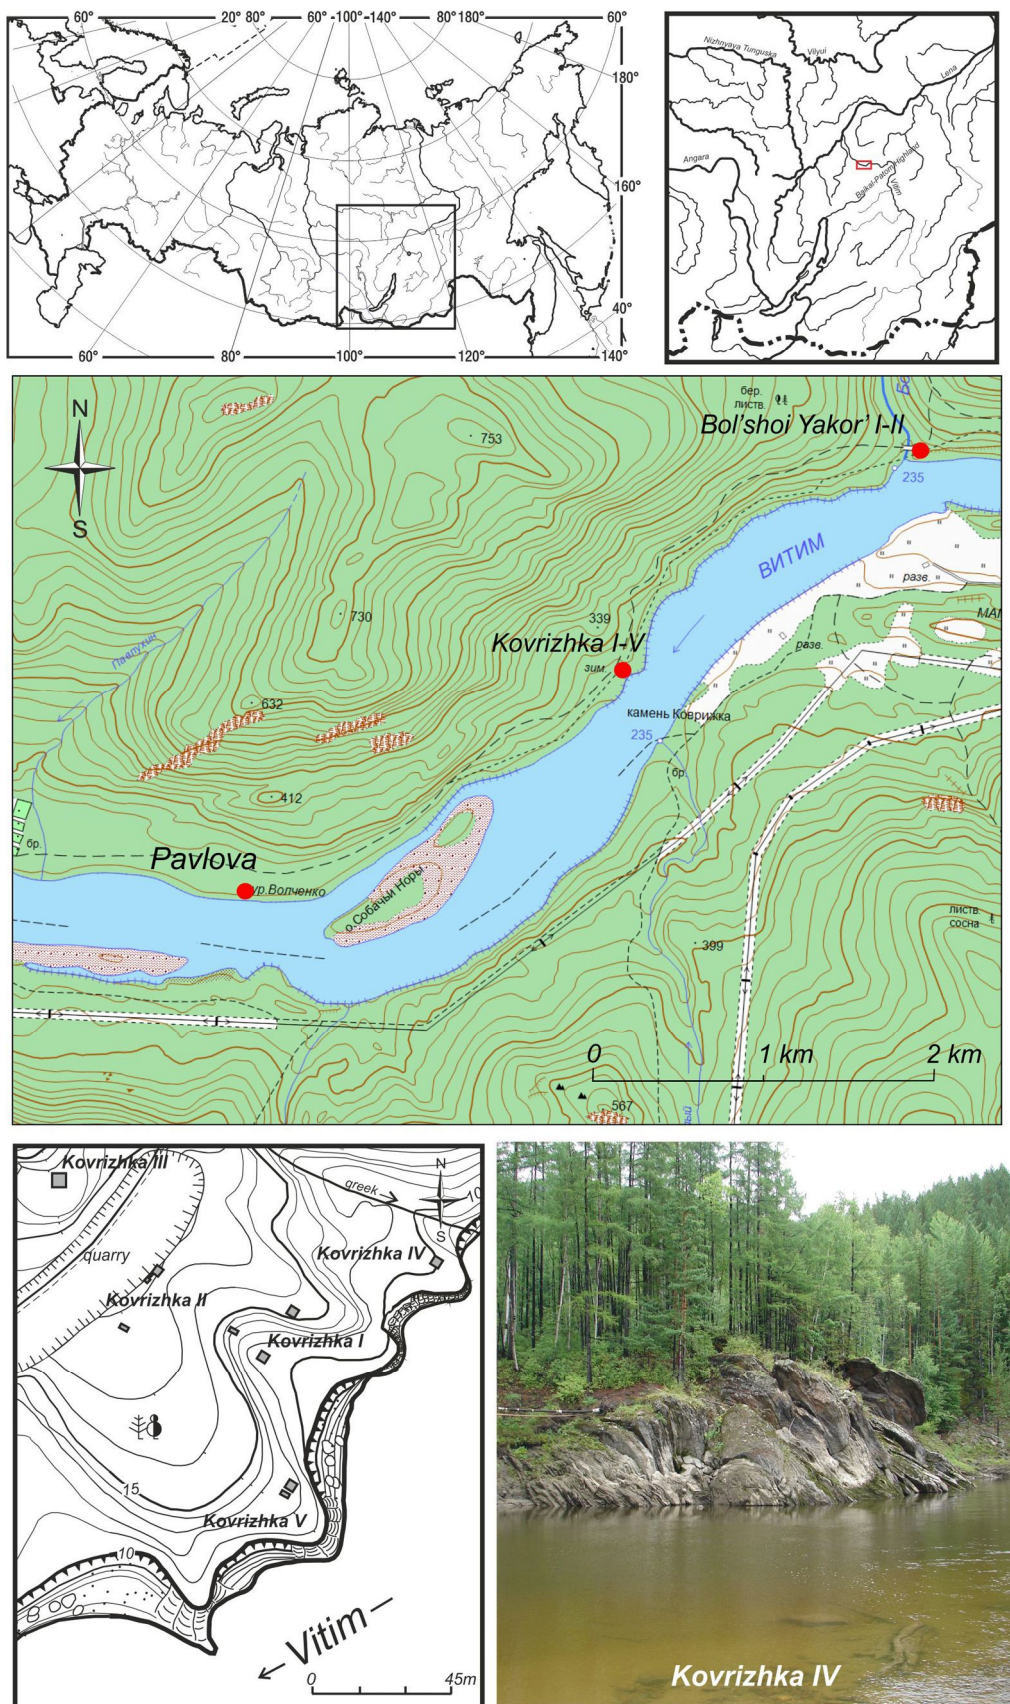 60° 20° 80° 60° 100° 140° 80° 180° 60°
180°
160°
40°
60° 80° 100° 120° 140°
Nizhnyaya Tunguska
Vilyui
Lena
Angara
Baikal-Patom Highland
Vitim
N
S
753
бер.
листв.
Bol'shoi Yakor' I-II
235
ВИТИМ
разв.
730
339
Kovrizhka I-V
зим.
разв.
632
камень Коврижка
235
412
бр.
бр.
Pavlova
ур.Волченко
о.Собачьи Норы
листв.
сосна
399
0 1 km 2 km
567
Kovrizhka III
N
S
greek
10
quarry
Kovrizhka IV
Kovrizhka II
Kovrizhka I
15
Kovrizhka V
10
Vitim
0 45m
Kovrizhka IV